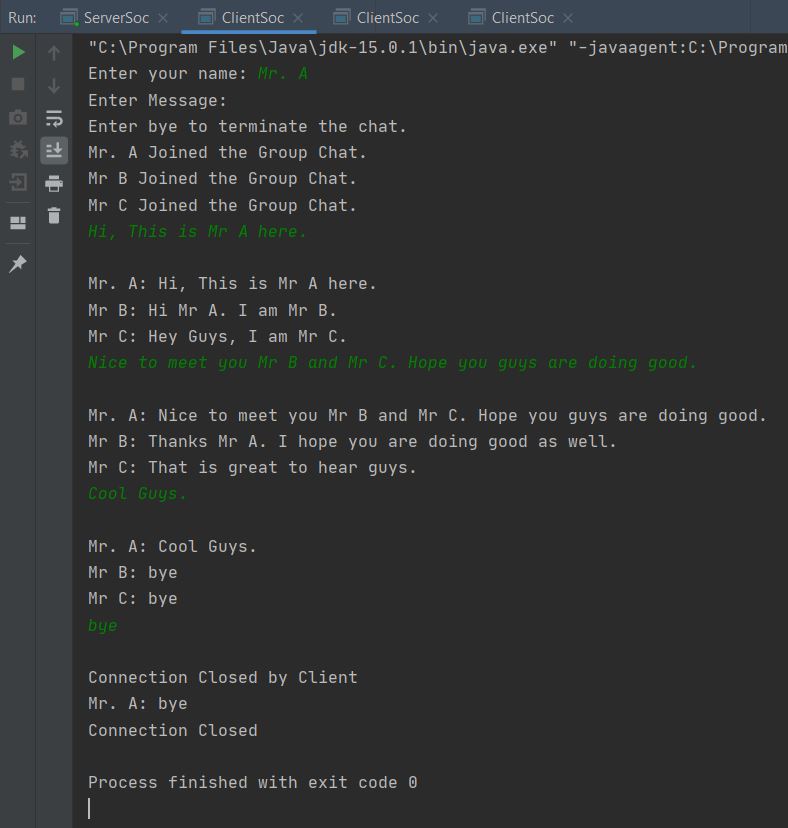 Run: ServerSoc × ClientSoc × ClientSoc × ClientSoc ×
"C:\Program Files\Java\jdk-15.0.1\bin\java.exe" "-javaagent:C:\Program
Enter your name: Mr. A
Enter Message:
Enter bye to terminate the chat.
Mr. A Joined the Group Chat.
Mr B Joined the Group Chat.
Mr C Joined the Group Chat.
Hi, This is Mr A here.
Mr. A: Hi, This is Mr A here.
Mr B: Hi Mr A. I am Mr B.
Mr C: Hey Guys, I am Mr C.
Nice to meet you Mr B and Mr C. Hope you guys are doing good.
Mr. A: Nice to meet you Mr B and Mr C. Hope you guys are doing good.
Mr B: Thanks Mr A. I hope you are doing good as well.
Mr C: That is great to hear guys.
Cool Guys.
Mr. A: Cool Guys.
Mr B: bye
Mr C: bye
bye
Connection Closed by Client
Mr. A: bye
Connection Closed
Process finished with exit code 0